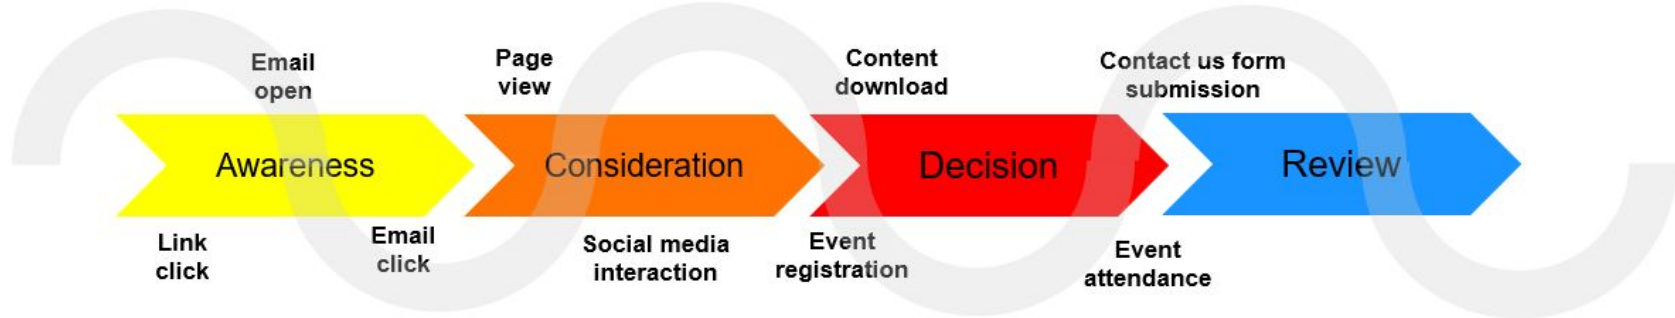 Email
open
Page
view
Content
download
Contact us form
submission
Awareness
Consideration
Decision
Review
Link
click
Email
click
Social media
interaction
Event
registration
Event
attendance